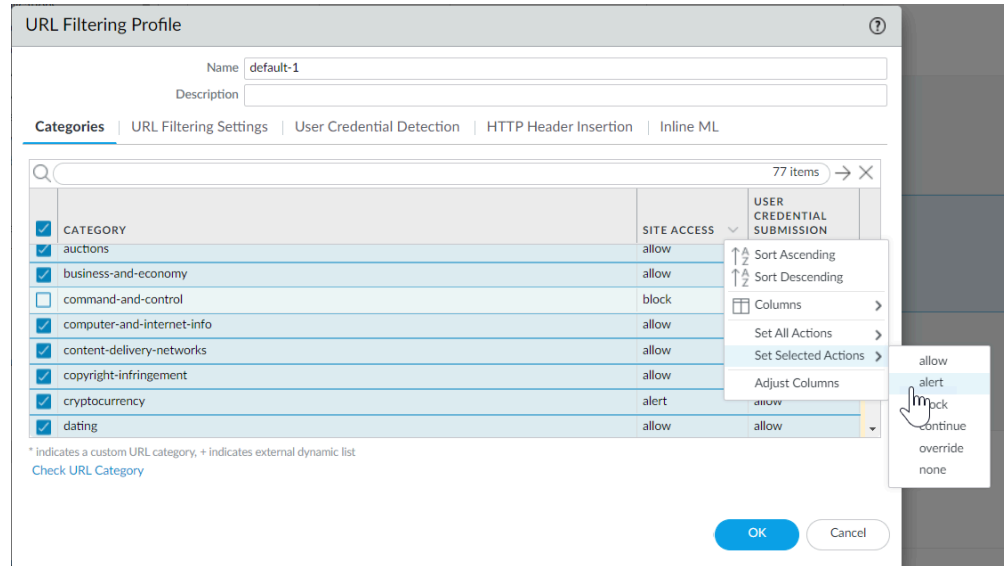 URL Filtering Profile
Name default-1
Description
Categories | URL Filtering Settings | User Credential Detection | HTTP Header Insertion | Inline ML
77 items
CATEGORY SITE ACCESS USER CREDENTIAL SUBMISSION
auctions allow
business-and-economy allow
command-and-control block
computer-and-internet-info allow
content-delivery-networks allow
copyright-infringement allow
cryptocurrency alert allow
dating allow allow
Sort Ascending
Sort Descending
Columns
Set All Actions
Set Selected Actions
Adjust Columns
allow
alert
block
continue
override
none
* indicates a custom URL category, + indicates external dynamic list
Check URL Category
OK Cancel